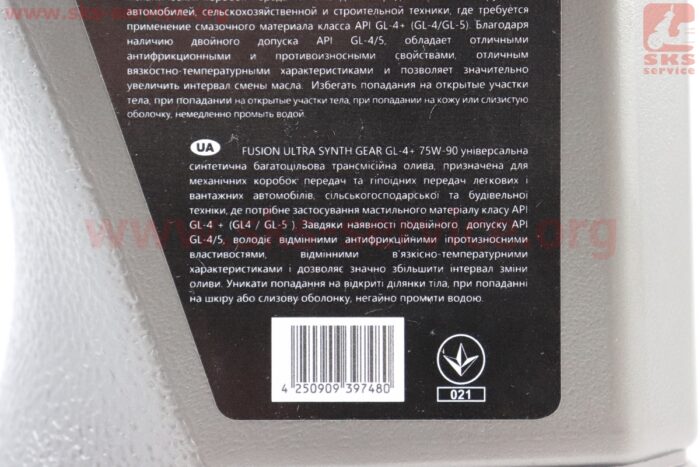 автомобилей, сельскохозяйственной и строительной техники, где требуется
применение смазочного материала класса API GL-4+ (GL-4/GL-5). Благодаря
наличию двойного допуска API GL-4/5, обладает отличными
антифрикционными и противоизносными свойствами, отличным
вязкостно-температурными характеристиками и позволяет значительно
увеличить интервал смены масла. Избегать попадания на открытые участки
тела, при попадании на открытые участки тела, при попадании на кожу или слизистую
оболочку, немедленно промыть водой.
UA FUSION ULTRA SYNTH GEAR GL-4+ 75W-90 універсальна
синтетична багатоцільова трансмісійна олива, призначена для
механічних коробок передач та гіпоїдних передач легкових і
вантажних автомобілів, сільськогосподарської та будівельної
техніки, де потрібне застосування мастильного матеріалу класу API
GL-4 + (GL4 / GL-5 ). Завдяки наявності подвійного, допуску API
GL-4/5, володіє відмінними антифрикційними іпротизносними
властивостями, відмінними в'язкісно-температурними
характеристиками і дозволяє значно збільшити інтервал зміни
оливи. Уникати попадання на відкриті ділянки тіла, при попаданні
на шкіру або слизову оболонку, негайно промити водою.
4 250909 397480
021
SKS
service